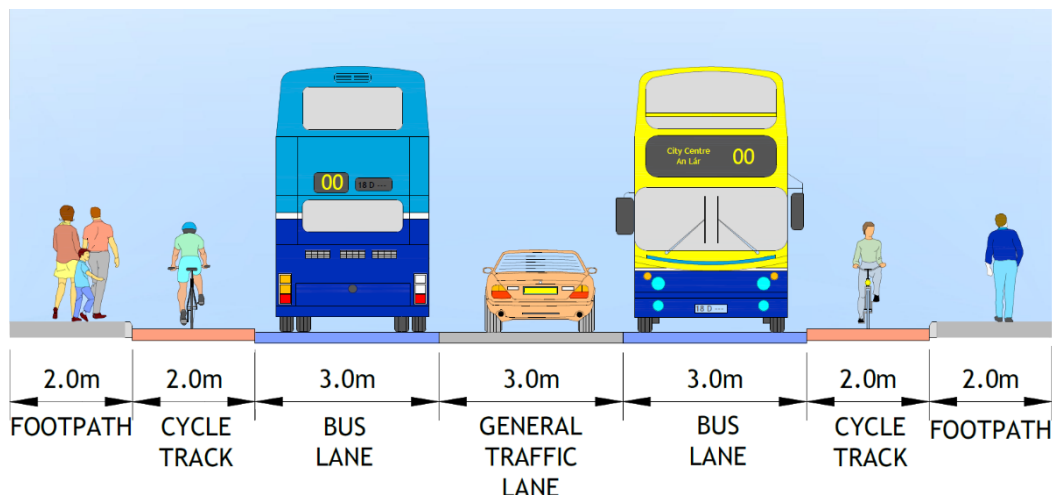 City Centre
An Lár
00
00
18 D ---
18 D ---
2.0m
2.0m
3.0m
3.0m
3.0m
2.0m
2.0m
FOOTPATH
CYCLE
TRACK
BUS
LANE
GENERAL
TRAFFIC
LANE
BUS
LANE
CYCLE
TRACK
FOOTPATH